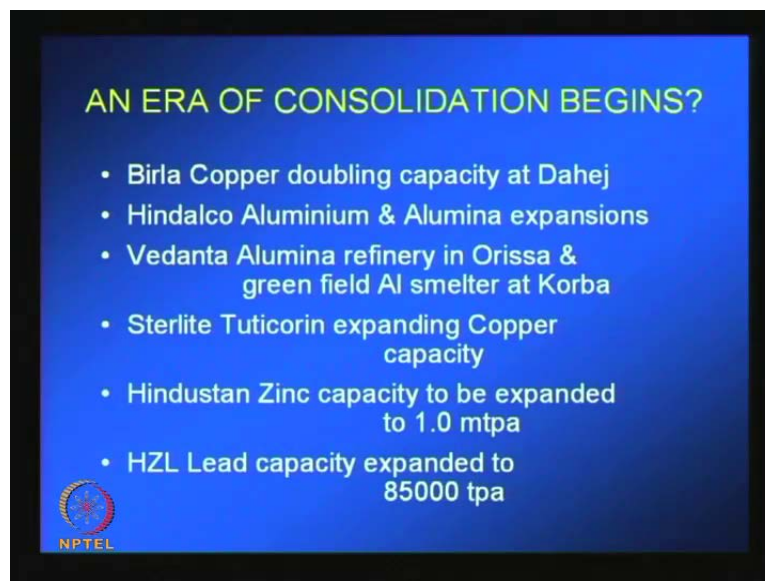 AN ERA OF CONSOLIDATION BEGINS?
• Birla Copper doubling capacity at Dahej
• Hindalco Aluminium & Alumina expansions
• Vedanta Alumina refinery in Orissa &
green field Al smelter at Korba
• Sterlite Tuticorin expanding Copper
capacity
• Hindustan Zinc capacity to be expanded
to 1.0 mtpa
• HZL Lead capacity expanded to
85000 tpa
NPTEL